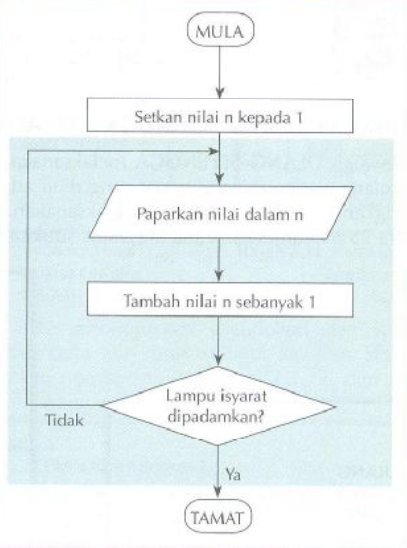 MULA
Setkan nilai n kepada 1
Paparkan nilai dalam n
Tambah nilai n sebanyak 1
Lampu isyarat
dipadamkan?
Tidak
Ya
TAMAT